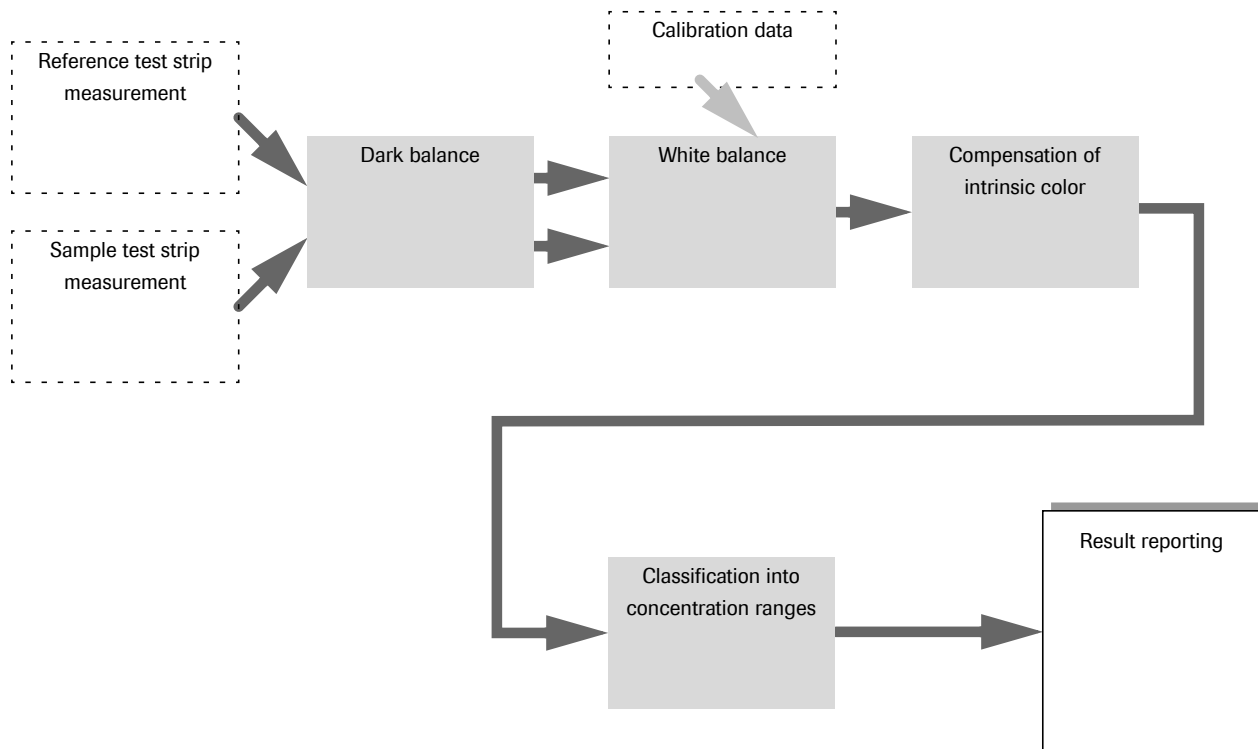 Reference test strip
measurement
Sample test strip
measurement
Dark balance
Calibration data
White balance
Compensation of
intrinsic color
Classification into
concentration ranges
Result reporting